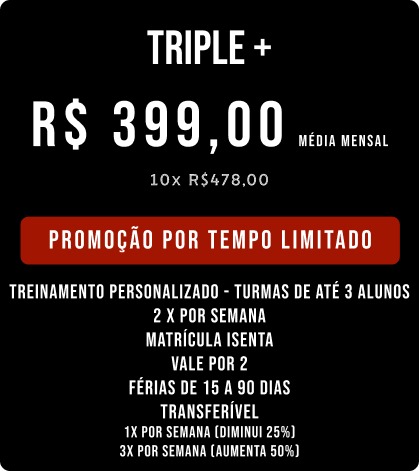 TRIPLE +
R$ 399,00 MÉDIA MENSAL
10x R$478,00
PROMOÇÃO POR TEMPO LIMITADO
TREINAMENTO PERSONALIZADO - TURMAS DE ATÉ 3 ALUNOS
2 X POR SEMANA
MATRÍCULA ISENTA
VALE POR 2
FÉRIAS DE 15 A 90 DIAS
TRANSFERÍVEL
1X POR SEMANA (DIMINUI 25%)
3X POR SEMANA (AUMENTA 50%)